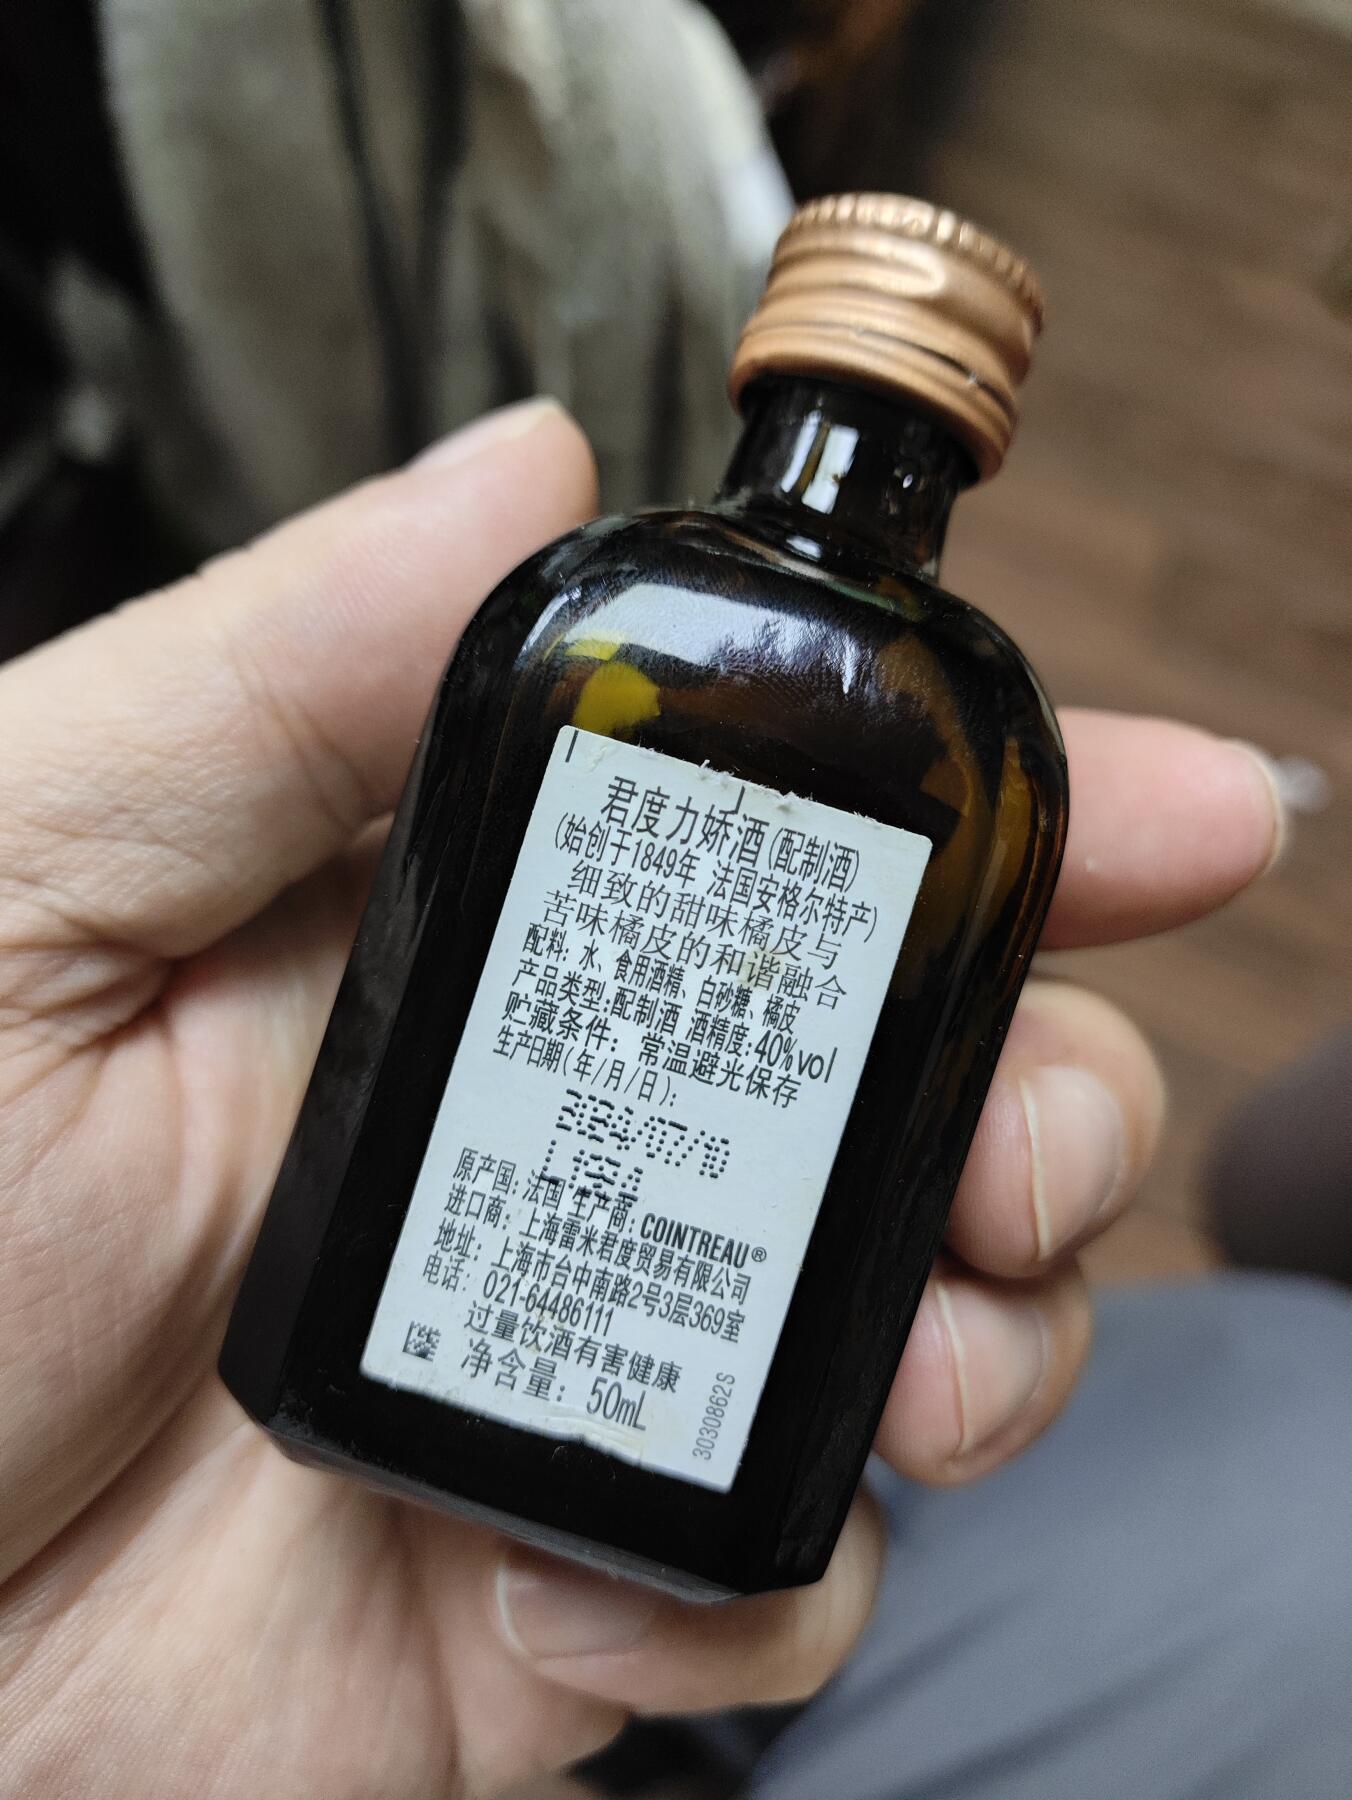 君度力娇酒(配制酒)
(始创于1849年 法国安格尔特产)
细致的甜味橘皮与
苦味橘皮的和谐融合
配料: 水、食用酒精、白砂糖、橘皮
产品类型:配制酒 酒精度:40%vol
贮藏条件: 常温避光保存
生产日期(年/月/日):
2024/07/10
原产国: 法国 生产商: COINTREAU®
进口商: 上海雷米君度贸易有限公司
地址: 上海市台中南路2号3层369室
电话: 021-64486111
过量饮酒有害健康
净含量: 50mL
3030862S